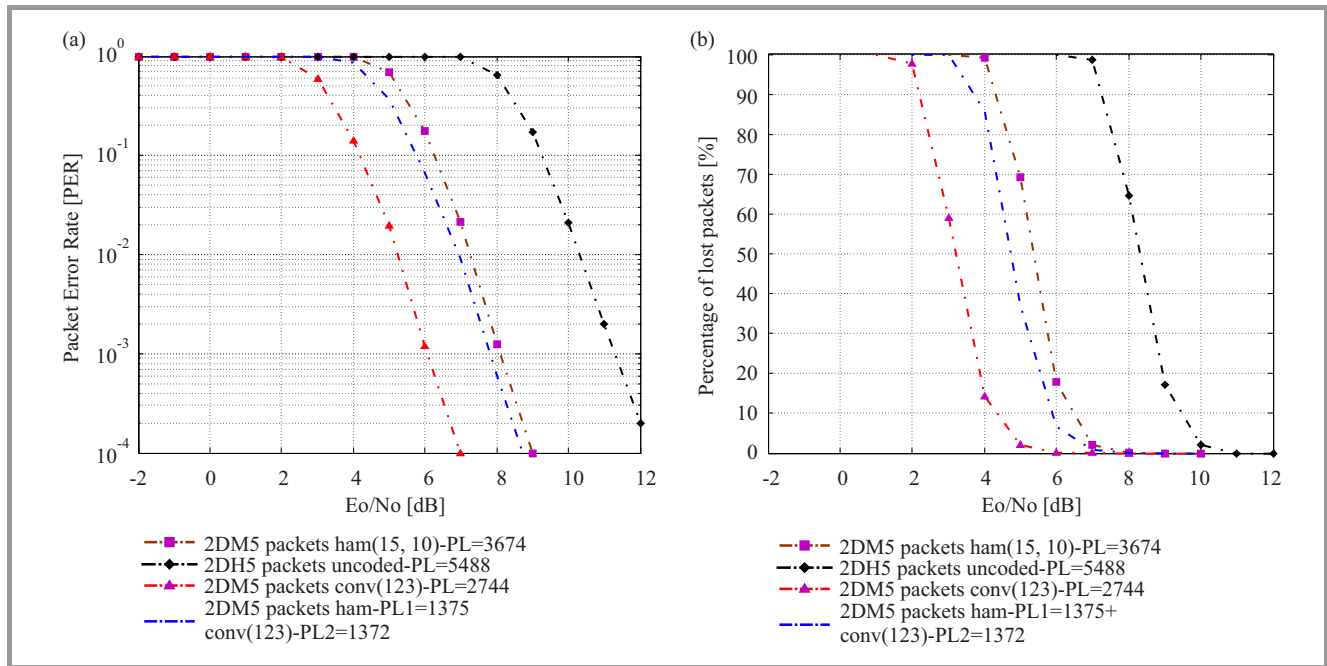 (a)
10^0
10^-1
10^-2
10^-3
10^-4
Packet Error Rate [PER]
-2 0 2 4 6 8 10 12
Eo/No [dB]
2DM5 packets ham(15, 10)-PL=3674
2DH5 packets uncoded-PL=5488
2DM5 packets conv(123)-PL=2744
2DM5 packets ham-PL1=1375
conv(123)-PL2=1372
(b)
100
90
80
70
60
50
40
30
20
10
0
Percentage of lost packets [%]
-2 0 2 4 6 8 10 12
Eo/No [dB]
2DM5 packets ham(15, 10)-PL=3674
2DH5 packets uncoded-PL=5488
2DM5 packets conv(123)-PL=2744
2DM5 packets ham-PL1=1375+
conv(123)-PL2=1372